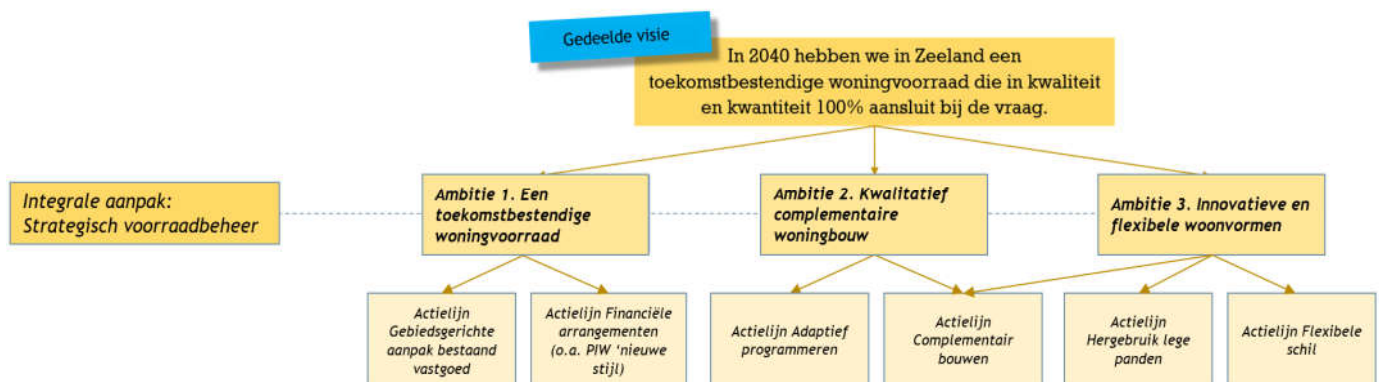 Gedeelde visie
In 2040 hebben we in Zeeland een
toekomstbestendige woningvoorraad die in kwaliteit
en kwantiteit 100% aansluit bij de vraag.
Integrale aanpak:
Strategisch voorraadbeheer
Ambitie 1. Een
toekomstbestendige
woningvoorraad
Ambitie 2. Kwalitatief
complementaire
woningbouw
Ambitie 3. Innovatieve en
flexibele woonvormen
Actielijn
Gebiedsgerichte
aanpak bestaand
vastgoed
Actielijn Financiële
arrangementen
(o.a. PIW ‘nieuwe
stijl)
Actielijn Adaptief
programmeren
Actielijn
Complementair
bouwen
Actielijn
Hergebruik lege
panden
Actielijn Flexibele
schil